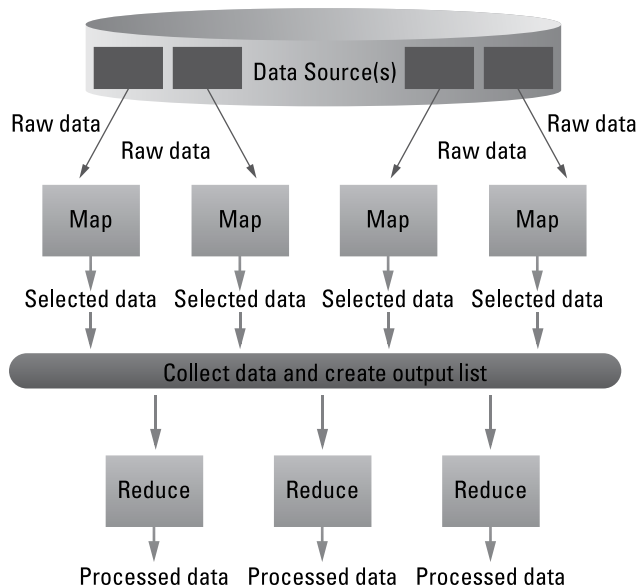 Data Source(s)
Raw data
Raw data
Raw data
Raw data
Map
Map
Map
Map
Selected data
Selected data
Selected data
Selected data
Collect data and create output list
Reduce
Reduce
Reduce
Processed data
Processed data
Processed data